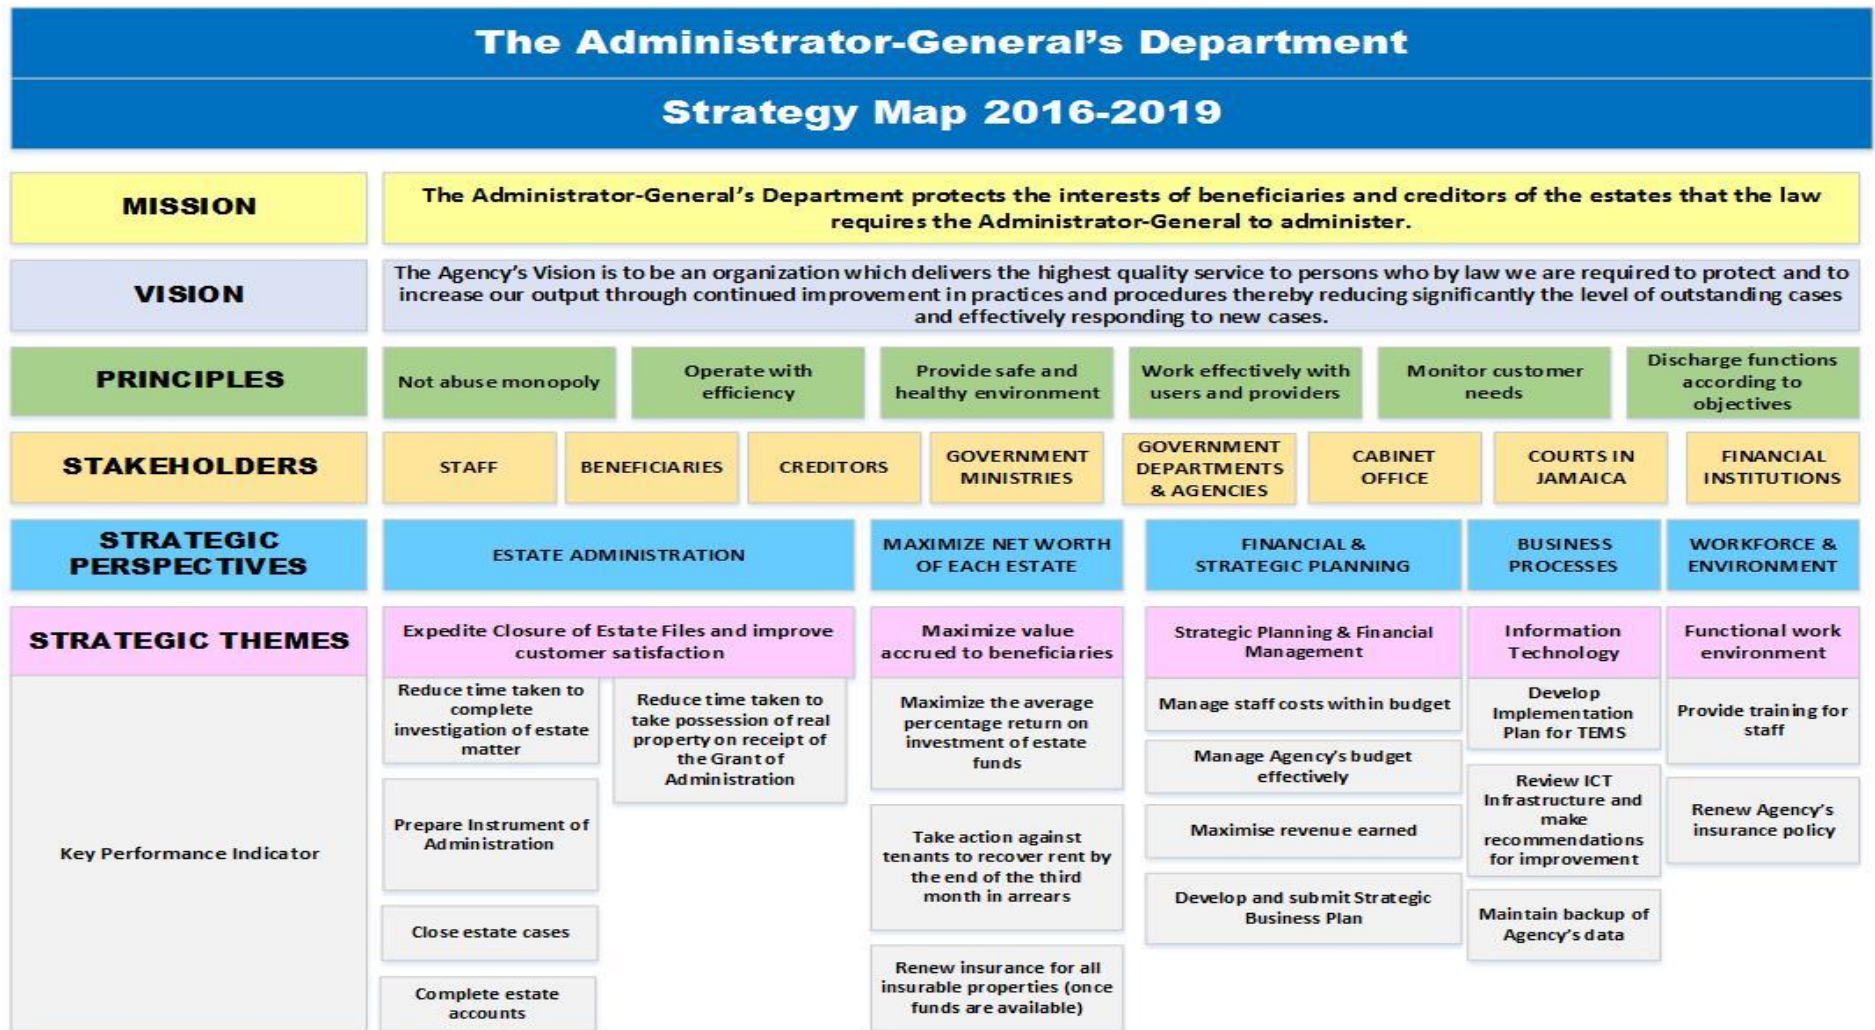 The Administrator-General's Department
Strategy Map 2016-2019
MISSION
The Administrator-General's Department protects the interests of beneficiaries and creditors of the estates that the law
requires the Administrator-General to administer.
VISION
The Agency's Vision is to be an organization which delivers the highest quality service to persons who by law we are required to protect and to
increase our output through continued improvement in practices and procedures thereby reducing significantly the level of outstanding cases
and effectively responding to new cases.
PRINCIPLES
Not abuse monopoly
Operate with
efficiency
Provide safe and
healthy environment
Work effectively with
users and providers
Monitor customer
needs
Discharge functions
according to
objectives
STAKEHOLDERS
STAFF
BENEFICIARIES
CREDITORS
GOVERNMENT
MINISTRIES
GOVERNMENT
DEPARTMENTS
& AGENCIES
CABINET
OFFICE
COURTS IN
JAMAICA
FINANCIAL
INSTITUTIONS
STRATEGIC
PERSPECTIVES
ESTATE ADMINISTRATION
MAXIMIZE NET WORTH
OF EACH ESTATE
FINANCIAL &
STRATEGIC PLANNING
BUSINESS
PROCESSES
WORKFORCE &
ENVIRONMENT
STRATEGIC THEMES
Expedite Closure of Estate Files and improve
customer satisfaction
Maximize value
accrued to beneficiaries
Strategic Planning & Financial
Management
Information
Technology
Functional work
environment
Key Performance Indicator
Reduce time taken to
complete
investigation of estate
matter
Prepare Instrument of
Administration
Close estate cases
Complete estate
accounts
Reduce time taken to
take possession of real
property on receipt of
the Grant of
Administration
Maximize the average
percentage return on
investment of estate
funds
Take action against
tenants to recover rent by
the end of the third
month in arrears
Renew insurance for all
insurable properties (once
funds are available)
Manage staff costs within budget
Manage Agency's budget
effectively
Maximise revenue earned
Develop and submit Strategic
Business Plan
Develop
Implementation
Plan for TEMS
Review ICT
Infrastructure and
make
recommendations
for improvement
Maintain backup of
Agency's data
Provide training for
staff
Renew Agency's
insurance policy